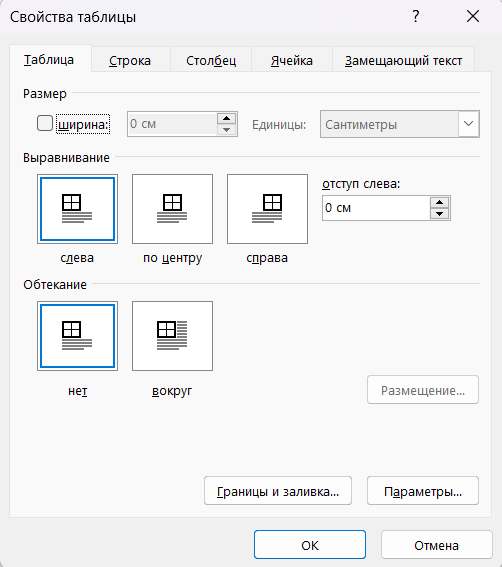 Свойства таблицы ?
Таблица Строка Столбец Ячейка Замещающий текст
Размер
ширина: 0 см Единицы: Сантиметры
Выравнивание
отступ слева:
0 см
слева по центру справа
Обтекание
нет вокруг
Размещение...
Границы и заливка... Параметры...
ОК Отмена